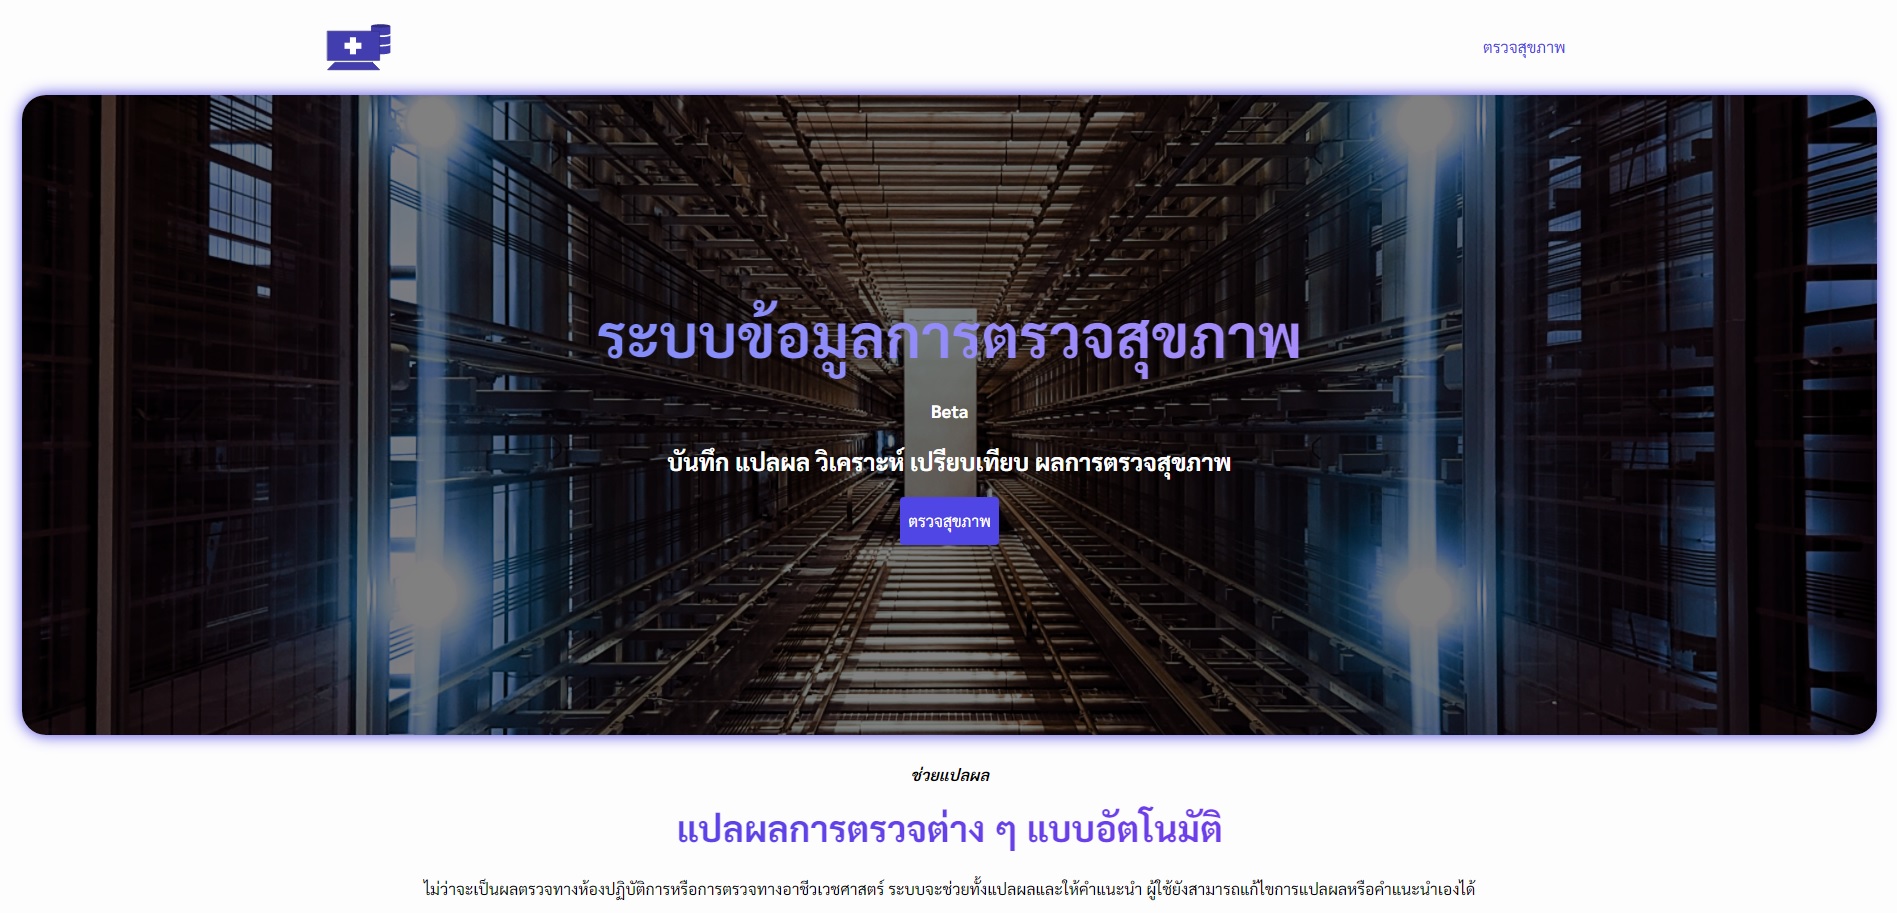 ตรวจสุขภาพ
ระบบข้อมูลการตรวจสุขภาพ
Beta
บันทึก แปลผล วิเคราะห์ เปรียบเทียบ ผลการตรวจสุขภาพ
ตรวจสุขภาพ
ช่วยแปลผล
แปลผลการตรวจต่าง ๆ แบบอัตโนมัติ
ไม่ว่าจะเป็นผลตรวจทางห้องปฏิบัติการหรือการตรวจทางอาชีวเวชศาสตร์ ระบบจะช่วยทั้งแปลผลและให้คำแนะนำ ผู้ใช้ยังสามารถแก้ไขการแปลผลหรือคำแนะนำเองได้